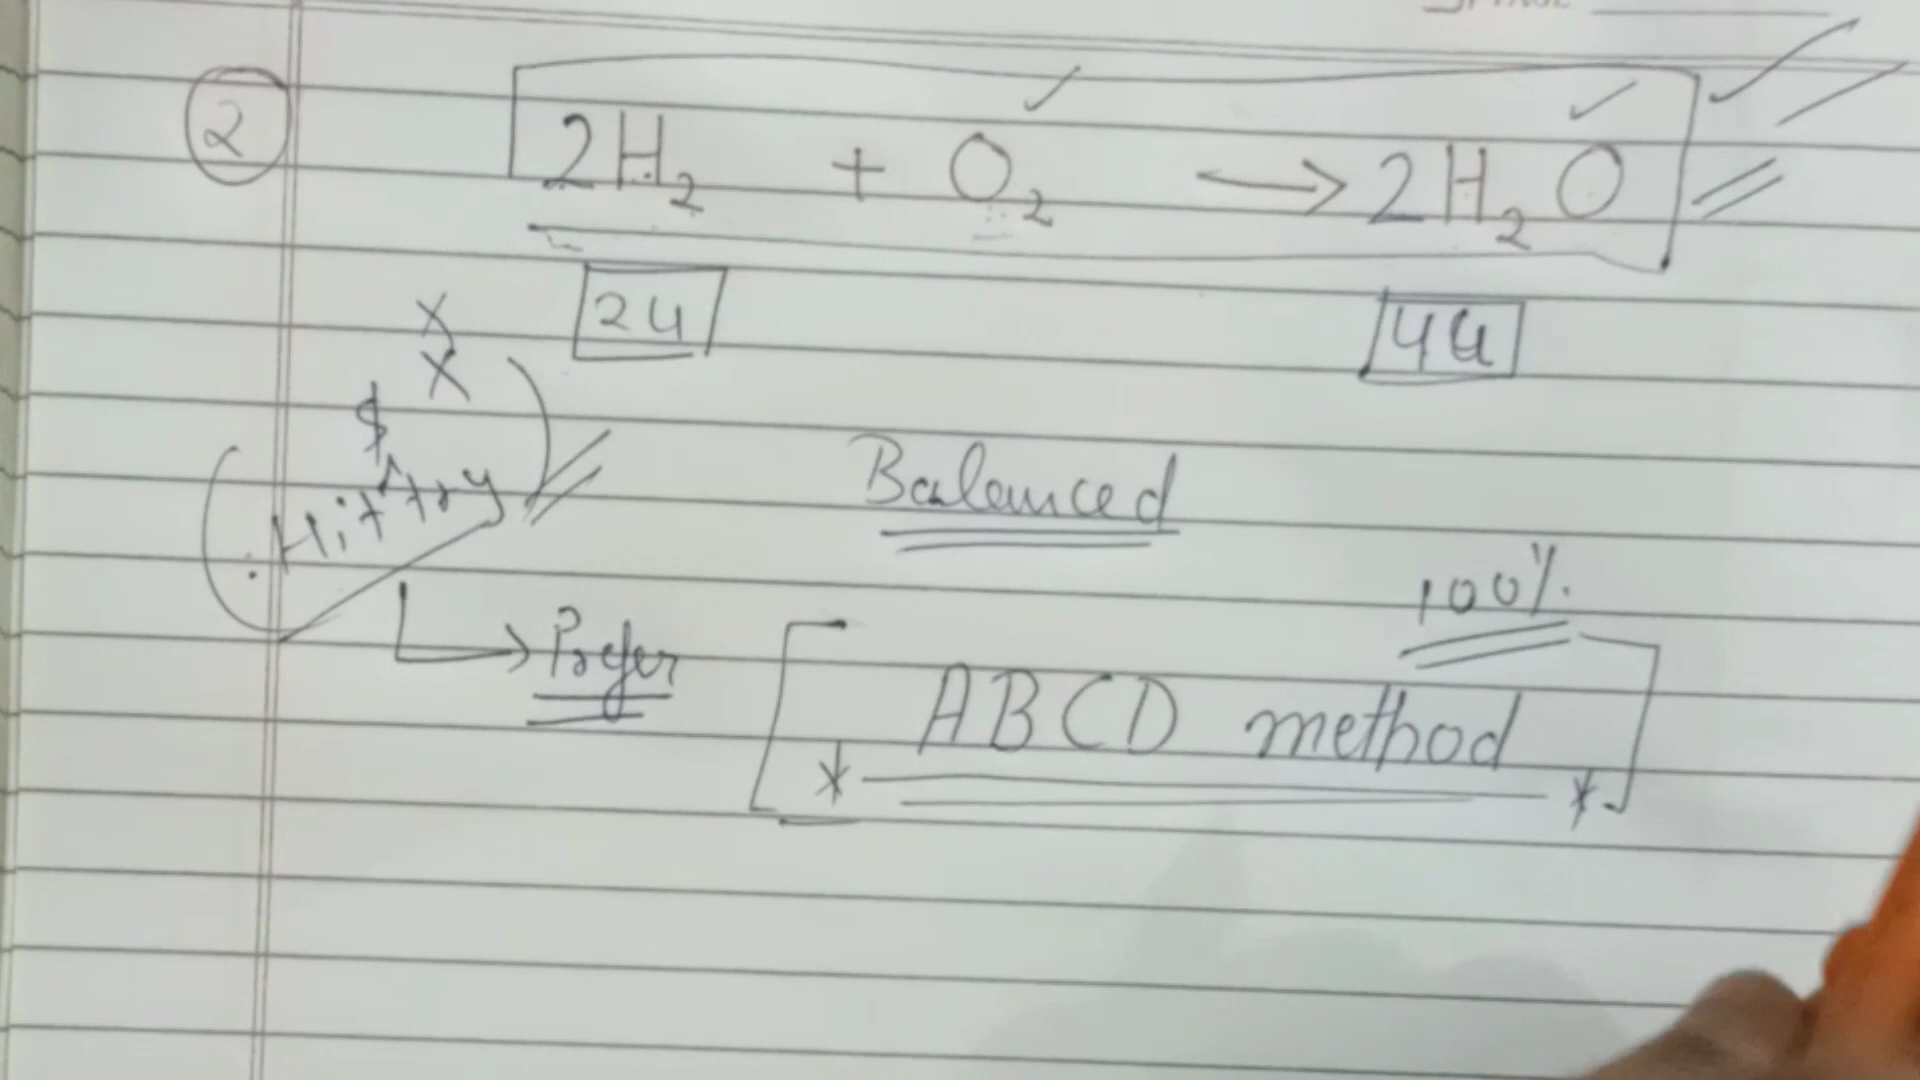 ② 2H₂ + O₂ → 2H₂O
24 44
X
X
$
Hit try
Balanced
100%
→ Prefer
ABCD method